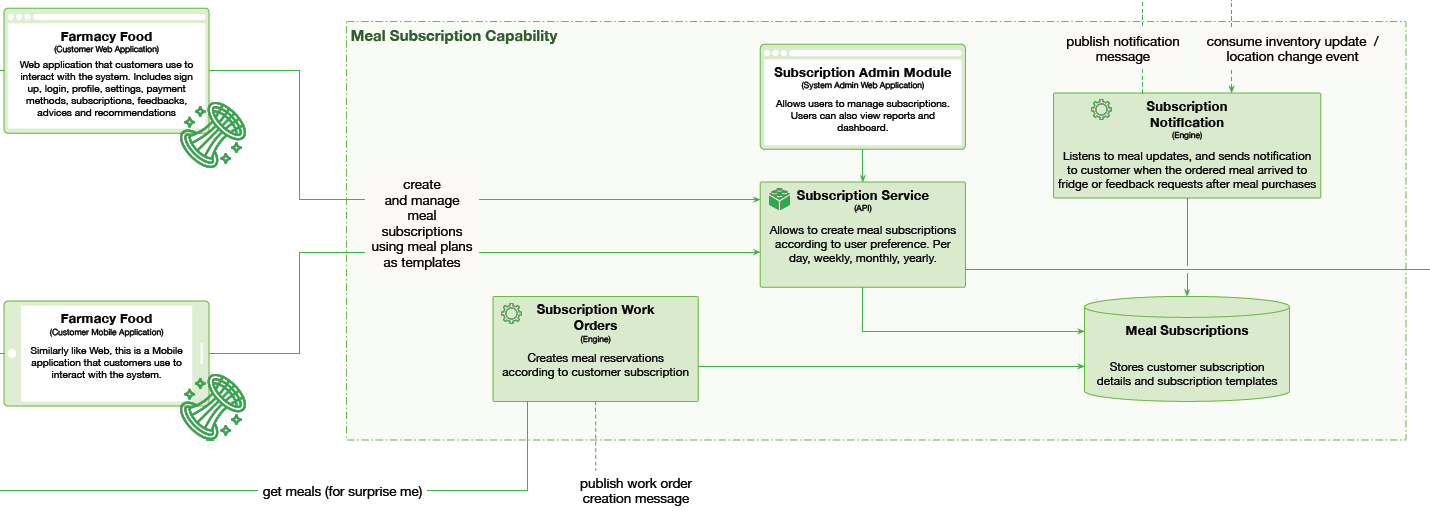 Farmacy Food
(Customer Web Application)
Web application that customers use to
interact with the system. Includes sign
up, login, profile, settings, payment
methods, subscriptions, feedbacks,
advices and recommendations
Meal Subscription Capability
Subscription Admin Module
(System Admin Web Application)
Allows users to manage subscriptions.
Users can also view reports and
dashboard.
publish notification
message
consume inventory update /
location change event
Subscription
Notification
(Engine)
Listens to meal updates, and sends notification
to customer when the ordered meal arrived to
fridge or feedback requests after meal purchases
create
and manage
meal
subscriptions
using meal plans
as templates
Subscription Service
(API)
Allows to create meal subscriptions
according to user preference. Per
day, weekly, monthly, yearly.
Farmacy Food
(Customer Mobile Application)
Similarly like Web, this is a Mobile
application that customers use to
interact with the system.
Subscription Work
Orders
(Engine)
Creates meal reservations
according to customer subscription
Meal Subscriptions
Stores customer subscription
details and subscription templates
get meals (for surprise me)
publish work order
creation message